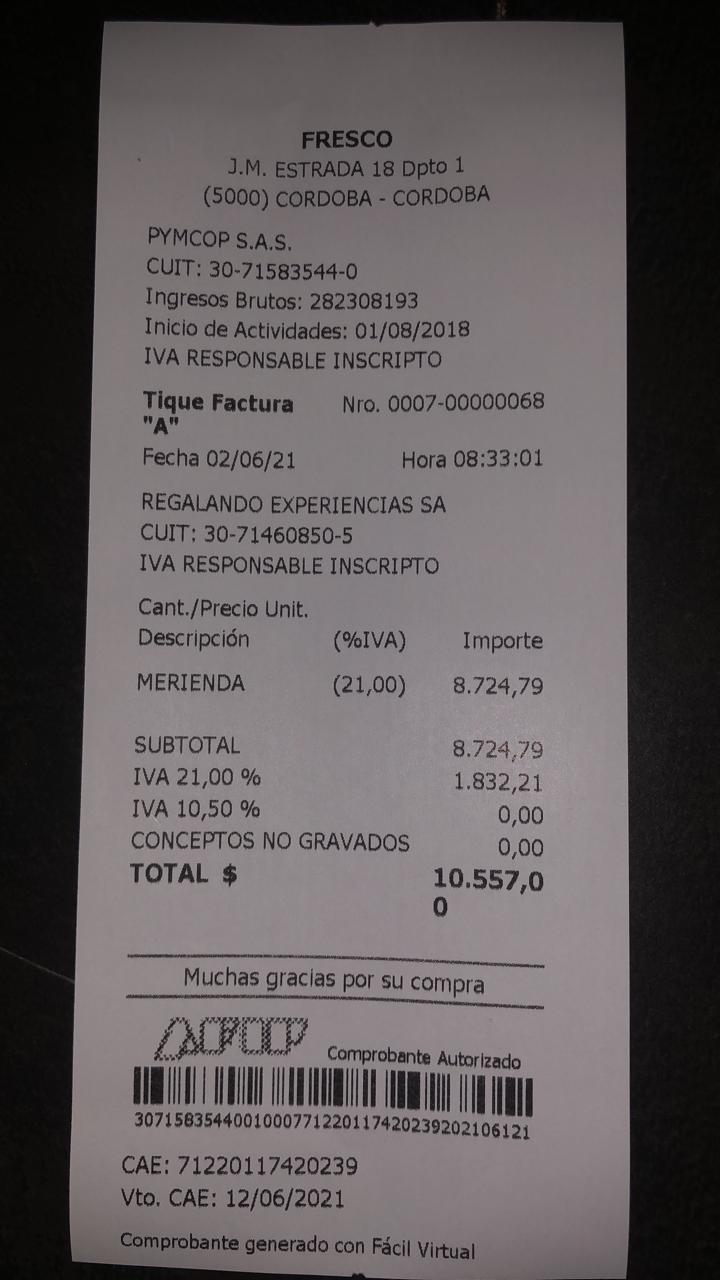 FRESCO
J.M. ESTRADA 18 Dpto 1
(5000) CORDOBA - CORDOBA
PYMCOP S.A.S.
CUIT: 30-71583544-0
Ingresos Brutos: 282308193
Inicio de Actividades: 01/08/2018
IVA RESPONSABLE INSCRIPTO
Tique Factura Nro. 0007-00000068
"A"
Fecha 02/06/21 Hora 08:33:01
REGALANDO EXPERIENCIAS SA
CUIT: 30-71460850-5
IVA RESPONSABLE INSCRIPTO
Cant./Precio Unit.
Descripción (%IVA) Importe
MERIENDA (21,00) 8.724,79
SUBTOTAL 8.724,79
IVA 21,00 % 1.832,21
IVA 10,50 % 0,00
CONCEPTOS NO GRAVADOS 0,00
TOTAL $ 10.557,0
0
Muchas gracias por su compra
AFIP Comprobante Autorizado
3071583544001000771220117420239202106121
CAE: 71220117420239
Vto. CAE: 12/06/2021
Comprobante generado con Fácil Virtual